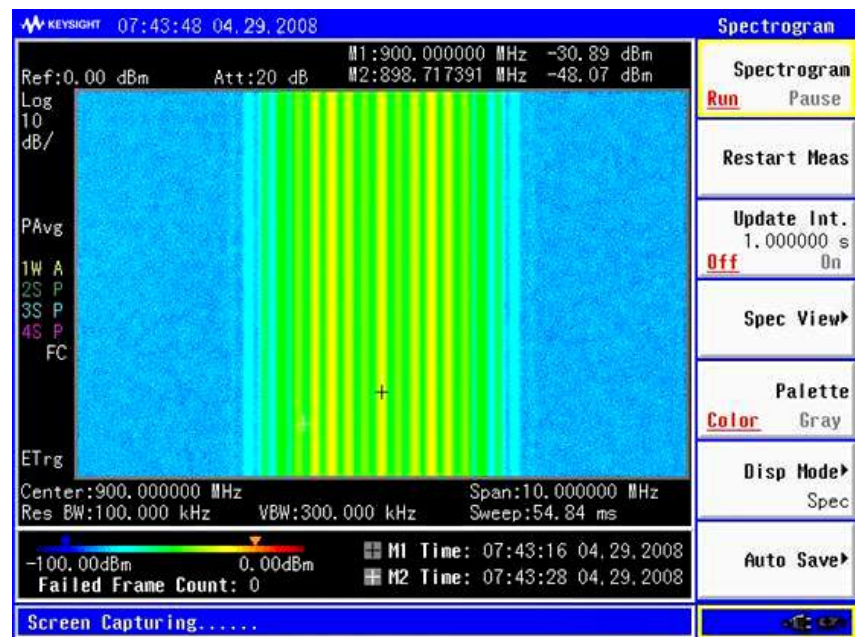 KEYSIGHT 07:43:48 04.29.2008
Spectrogram
M1:900.000000 MHz -30.89 dBm
Ref:0.00 dBm Att:20 dB M2:898.717391 MHz -48.07 dBm
Log
10
dB/
PAvg
1W A
2S P
3S P
4S P
FC
ETrg
Center:900.000000 MHz Span:10.000000 MHz
Res BW:100.000 kHz VBW:300.000 kHz Sweep:54.84 ms
-100.00dBm 0.00dBm
Failed Frame Count: 0
M1 Time: 07:43:16 04.29.2008
M2 Time: 07:43:28 04.29.2008
Screen Capturing......
Spectrogram
Run Pause
Restart Meas
Update Int.
1.000000 s
Off On
Spec View
Palette
Color Gray
Disp Mode
Spec
Auto Save